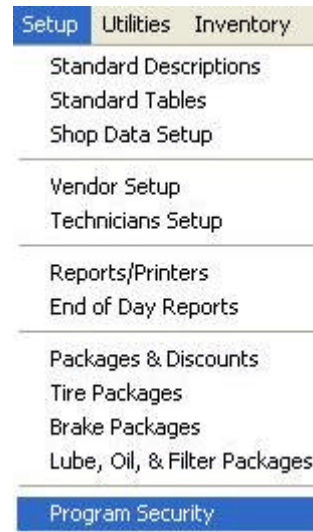 Setup Utilities Inventory
Standard Descriptions
Standard Tables
Shop Data Setup
Vendor Setup
Technicians Setup
Reports/Printers
End of Day Reports
Packages & Discounts
Tire Packages
Brake Packages
Lube, Oil, & Filter Packages
Program Security